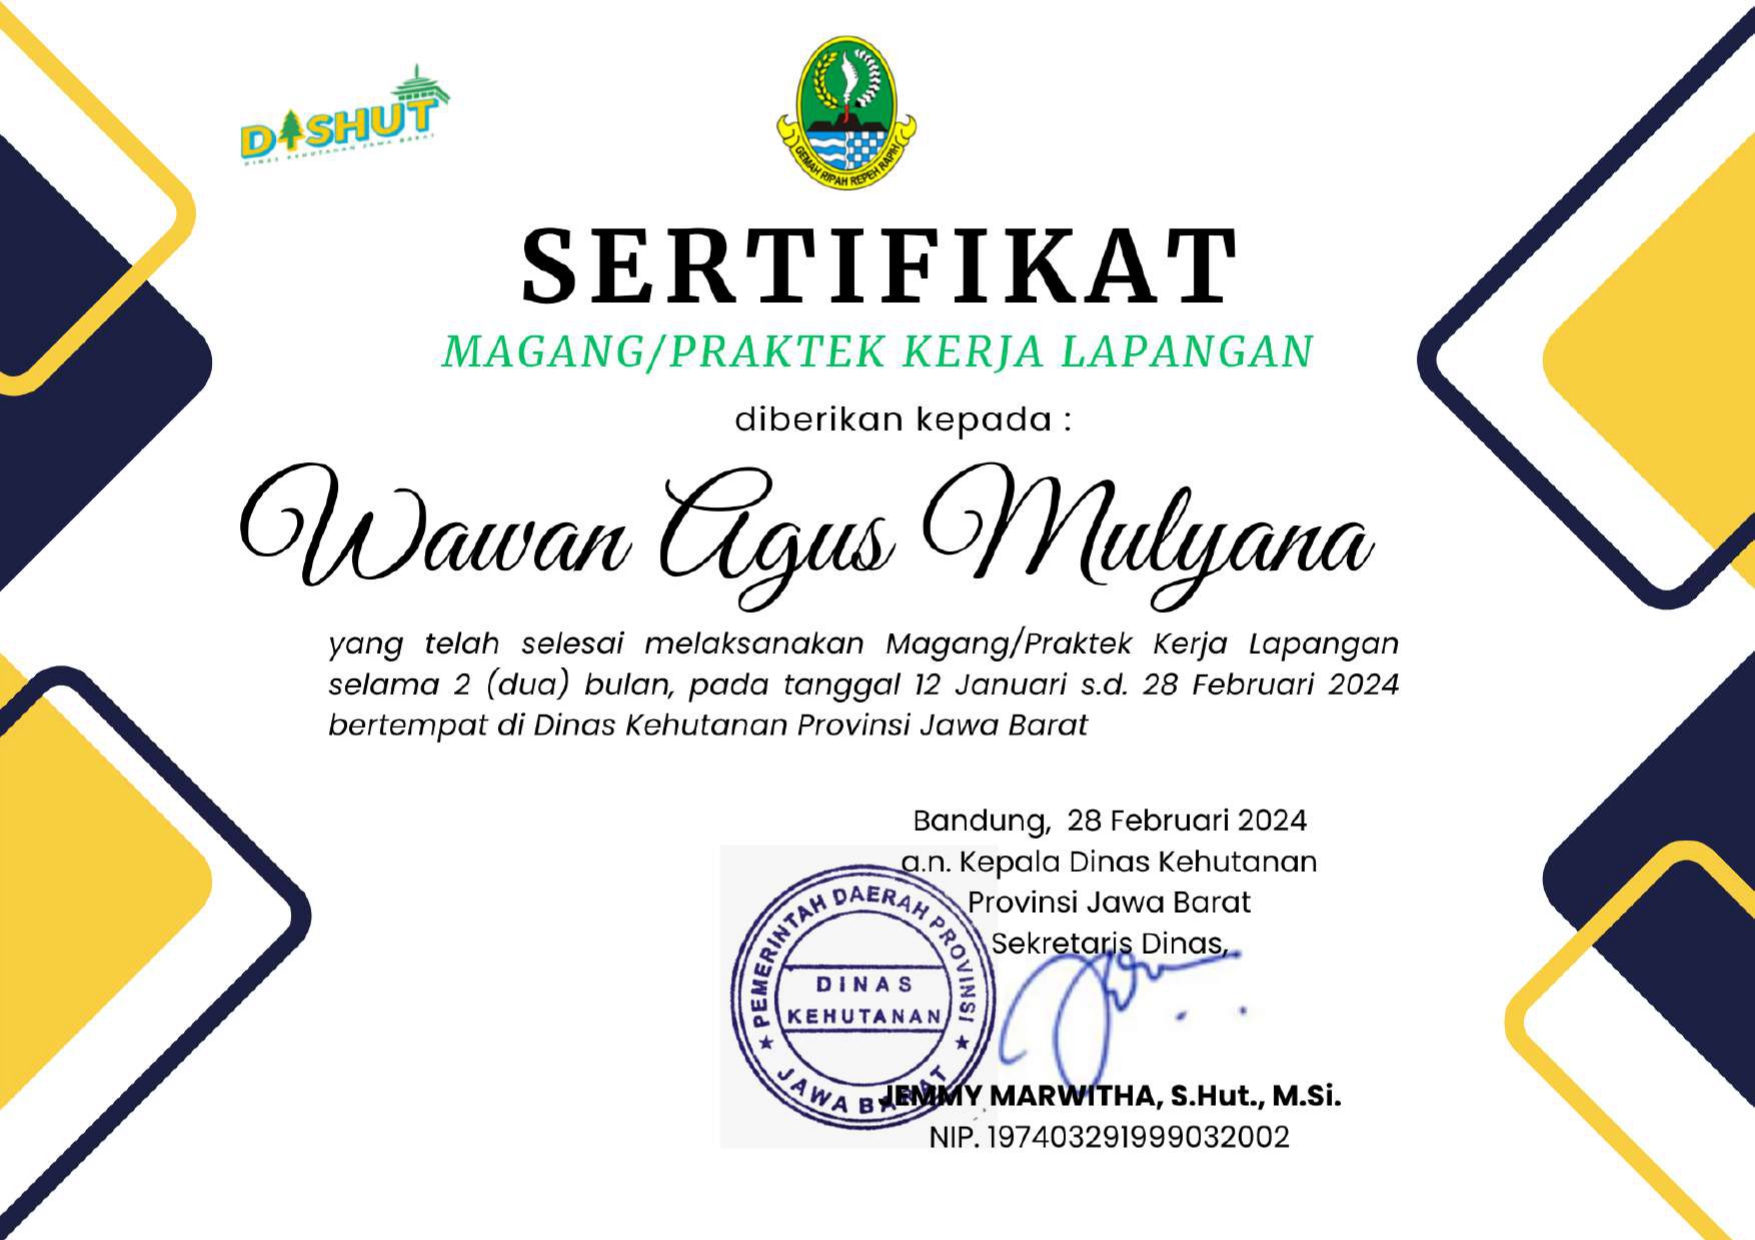 DISHUT
DINAS KEHUTANAN JAWA BARAT
GEMAH RIPAH REPEH RAPIH
SERTIFIKAT
MAGANG/PRAKTEK KERJA LAPANGAN
diberikan kepada :
Wawan Agus Mulyana
yang telah selesai melaksanakan Magang/Praktek Kerja Lapangan
selama 2 (dua) bulan, pada tanggal 12 Januari s.d. 28 Februari 2024
bertempat di Dinas Kehutanan Provinsi Jawa Barat
Bandung, 28 Februari 2024
a.n. Kepala Dinas Kehutanan
Provinsi Jawa Barat
Sekretaris Dinas,
PEMERINTAH DAERAH PROVINSI
DINAS
KEHUTANAN
JAWA BARAT
JEMMY MARWITHA, S.Hut., M.Si.
NIP. 197403291999032002